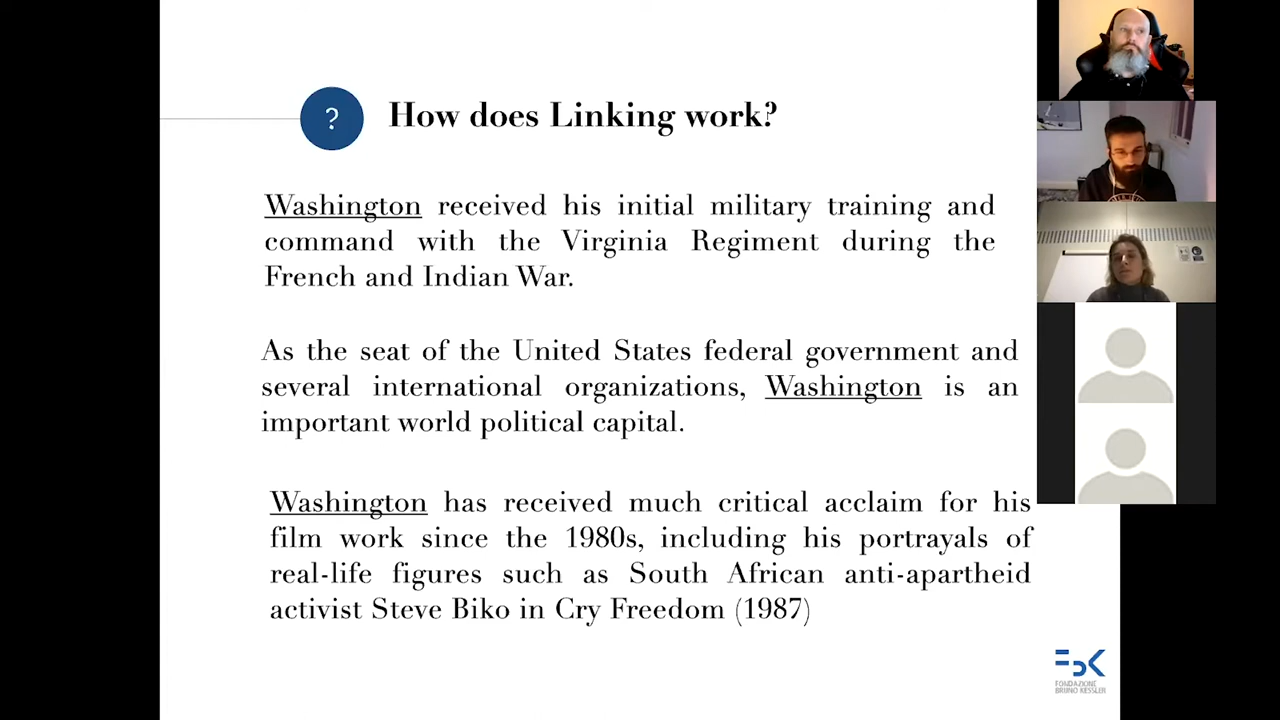 ?
How does Linking work?
Washington received his initial military training and
command with the Virginia Regiment during the
French and Indian War.
As the seat of the United States federal government and
several international organizations, Washington is an
important world political capital.
Washington has received much critical acclaim for his
film work since the 1980s, including his portrayals of
real-life figures such as South African anti-apartheid
activist Steve Biko in Cry Freedom (1987)
FBK
FONDAZIONE
BRUNO KESSLER